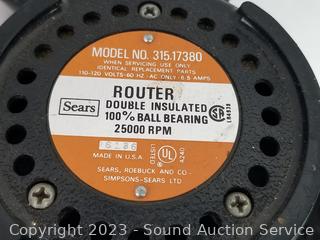 MODEL NO. 315.17380
WHEN SERVICING USE ONLY
IDENTICAL REPLACEMENT PARTS
110-120 VOLTS-60 HZ-AC ONLY-6.5 AMPS
ROUTER
Sears
DOUBLE INSULATED
100% BALL BEARING
25000 RPM
MADE IN U.S.A.
LISTED
UL
SEARS, ROEBUCK AND CO.
SIMPSONS-SEARS LTD
Copyright 2023 - Sound Auction Service